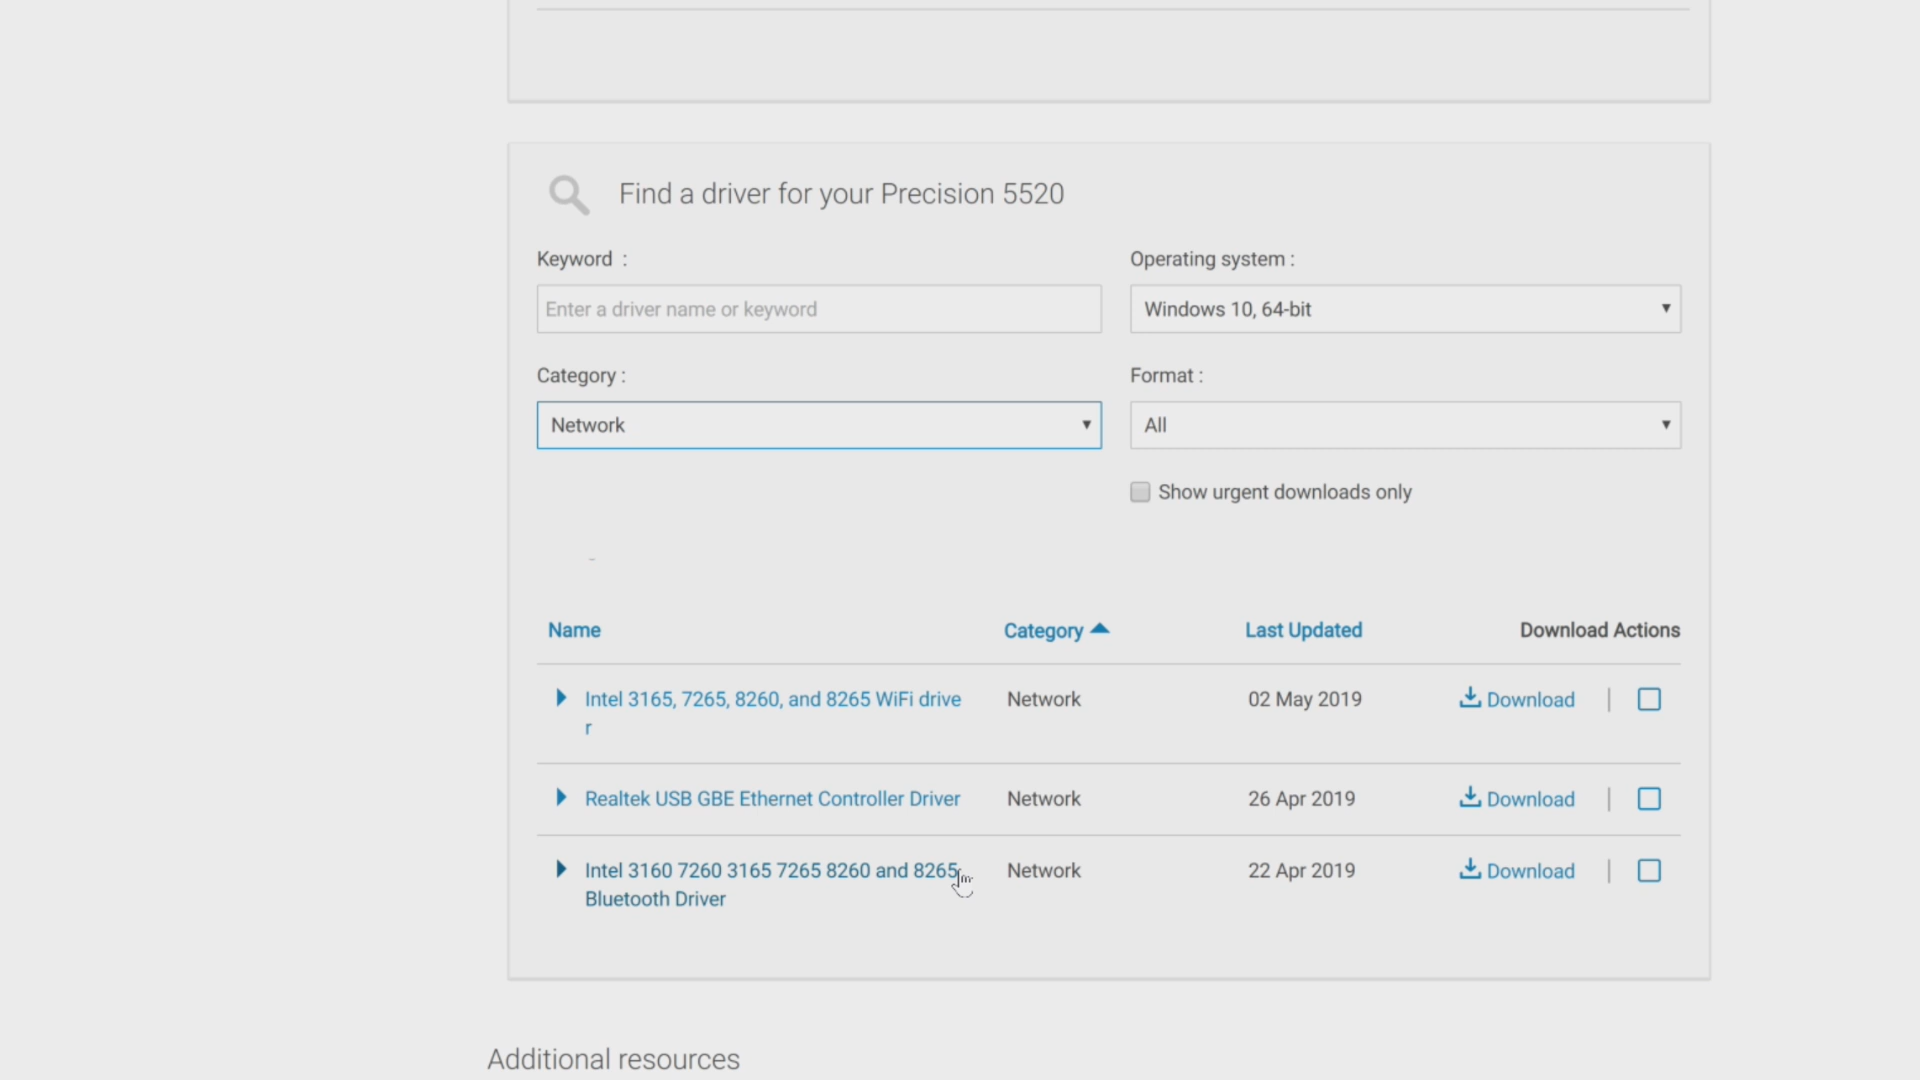 Find a driver for your Precision 5520
Keyword :
Operating system :
Enter a driver name or keyword
Windows 10, 64-bit
Category :
Format :
Network
All
Show urgent downloads only
Name
Category
Last Updated
Download Actions
Intel 3165, 7265, 8260, and 8265 WiFi drive
r
Network
02 May 2019
Download
Realtek USB GBE Ethernet Controller Driver
Network
26 Apr 2019
Download
Intel 3160 7260 3165 7265 8260 and 8265
Bluetooth Driver
Network
22 Apr 2019
Download
Additional resources